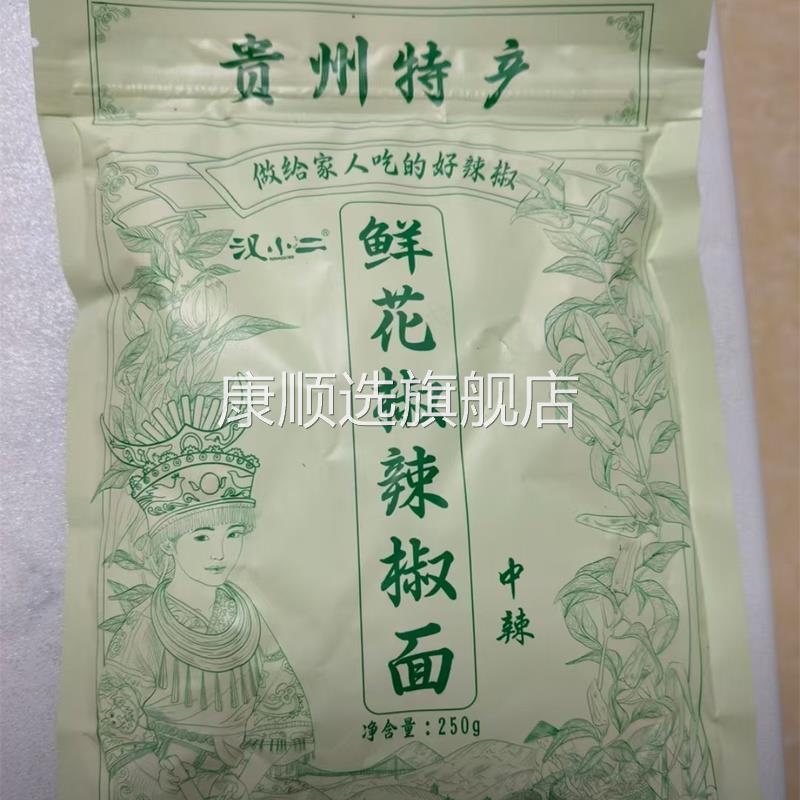 贵州特产
做给家人吃的好辣椒
汉小二®
鲜花椒辣椒面
中辣
净含量:250g
康顺选旗舰店